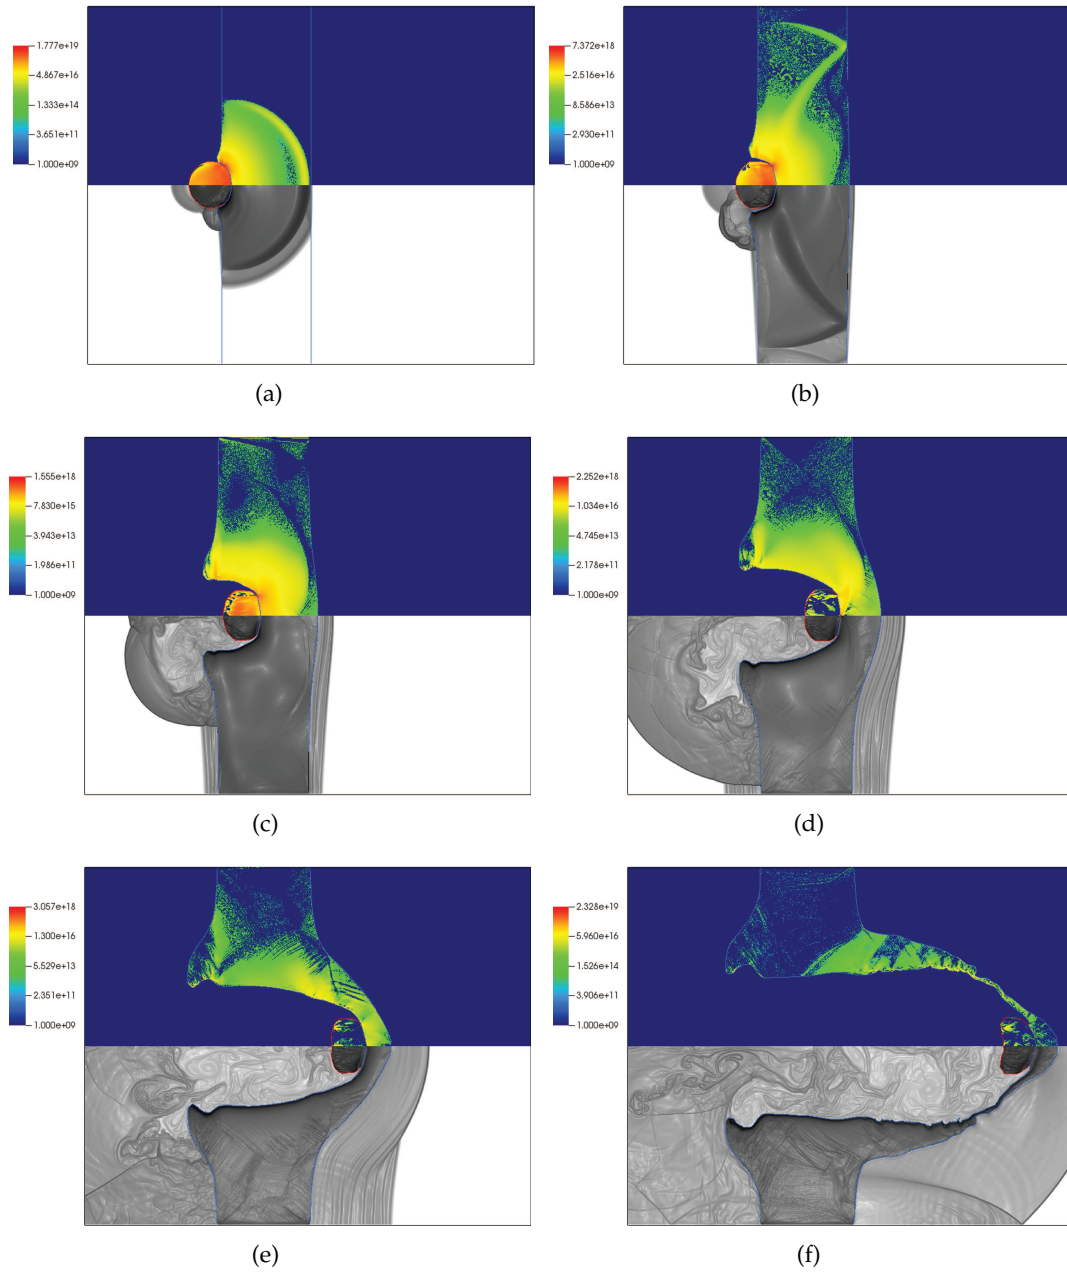 1.777e+19
4.867e+16
1.333e+14
3.651e+11
1.000e+09
(a)
7.372e+18
2.516e+16
8.586e+13
2.930e+11
1.000e+09
(b)
1.555e+18
7.830e+15
3.943e+13
1.986e+11
1.000e+09
(c)
2.252e+18
1.034e+16
4.745e+13
2.178e+11
1.000e+09
(d)
3.057e+18
1.300e+16
5.529e+13
2.351e+11
1.000e+09
(e)
2.328e+19
5.960e+16
1.526e+14
3.906e+11
1.000e+09
(f)